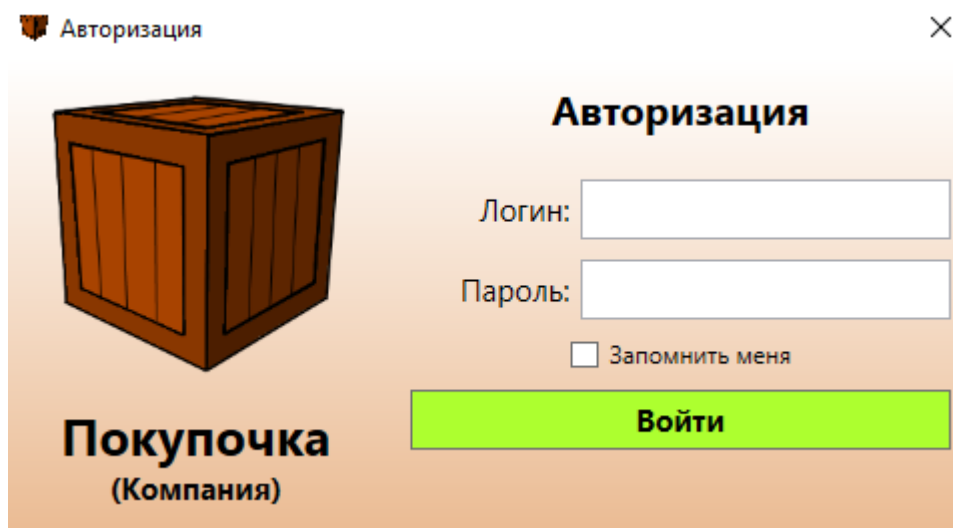 Авторизация
Авторизация
Логин:
Пароль:
Запомнить меня
Войти
Покупочка
(Компания)